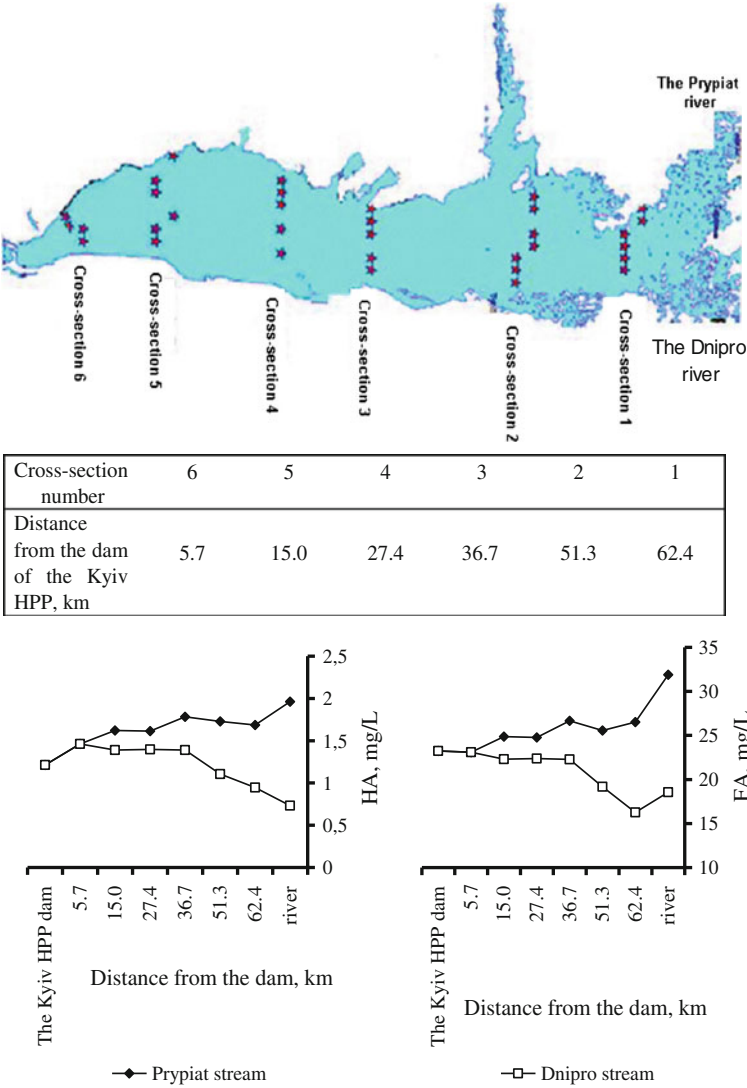 The Prypiat
river
Cross-section 6
Cross-section 5
Cross-section 4
Cross-section 3
Cross-section 2
Cross-section 1
The Dnipro
river
Cross-section number 6 5 4 3 2 1
Distance
from the dam
of the Kyiv
HPP, km
5.7 15.0 27.4 36.7 51.3 62.4
2,5
2
1,5
1
0,5
0
HA, mg/L
The Kyiv HPP dam
5.7
15.0
27.4
36.7
51.3
62.4
river
Distance from the dam, km
35
30
25
20
15
10
FA, mg/L
The Kyiv HPP dam
5.7
15.0
27.4
36.7
51.3
62.4
river
Distance from the dam, km
Prypiat stream
Dnipro stream